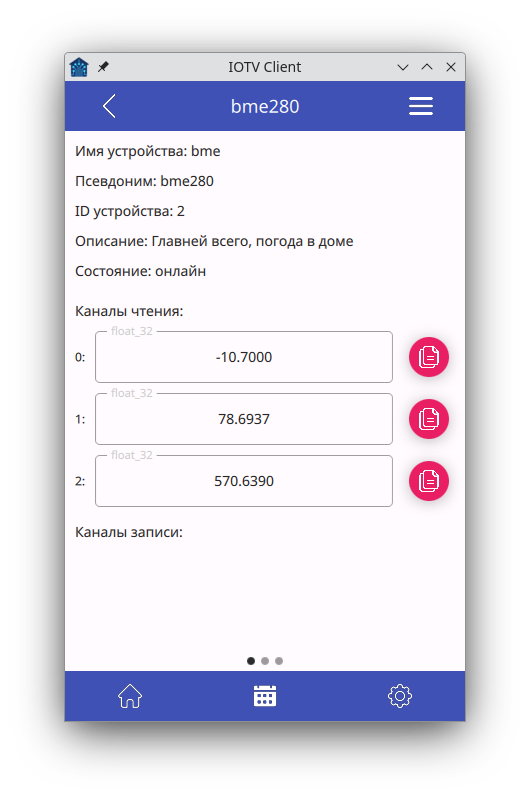 IOTV Client
bme280
Имя устройства: bme
Псевдоним: bme280
ID устройства: 2
Описание: Главней всего, погода в доме
Состояние: онлайн
Каналы чтения:
float_32
0: -10.7000
float_32
1: 78.6937
float_32
2: 570.6390
Каналы записи: